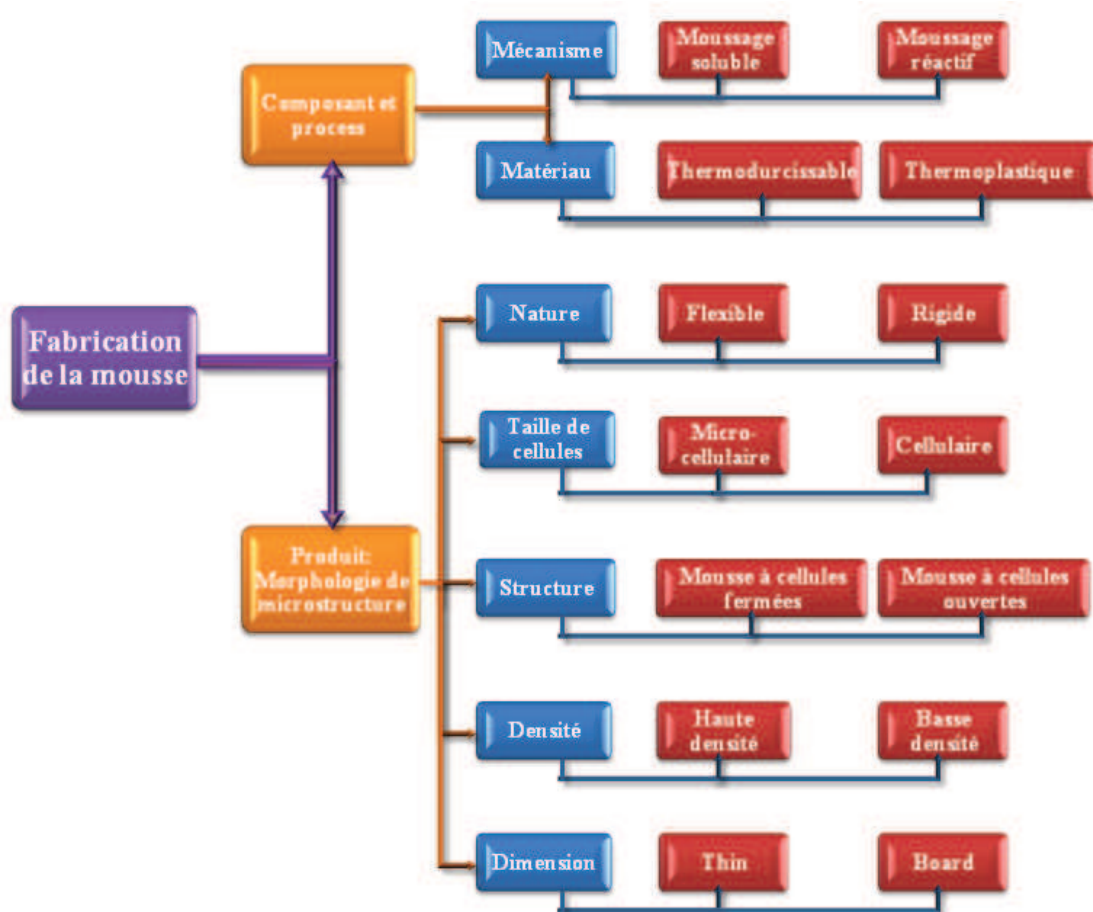 Mécanisme
Moussage
soluble
Moussage
réactif
Composant et
process
Matériau
Thermodurcissable
Thermoplastique
Fabrication
de la mousse
Nature
Flexible
Rigide
Taille de
cellules
Micro-
cellulaire
Cellulaire
Produit:
Morphologie de
microstructure
Structure
Mousse à cellules
fermées
Mousse à cellules
ouvertes
Densité
Haute
densité
Basse
densité
Dimension
Thin
Board